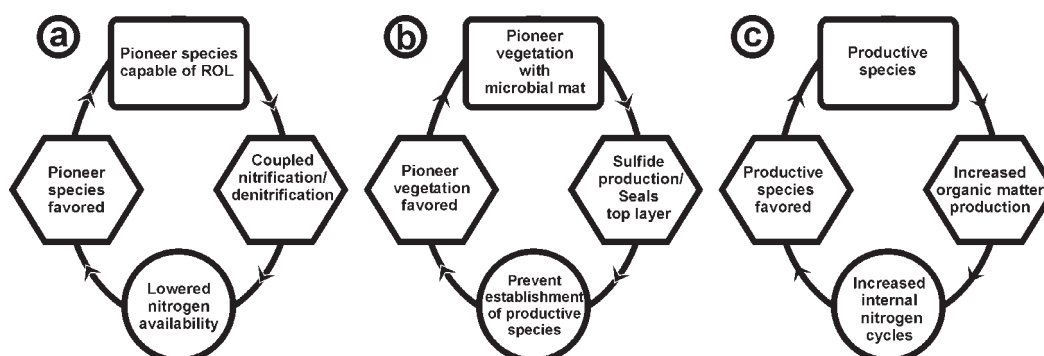 a
Pioneer species
capable of ROL
Coupled
nitrification/
denitrification
Lowered
nitrogen
availability
Pioneer
species
favored
b
Pioneer
vegetation
with
microbial mat
Sulfide
production/
Seals
top layer
Prevent
establishment
of productive
species
Pioneer
vegetation
favored
c
Productive
species
Increased
organic matter
production
Increased
internal
nitrogen
cycles
Productive
species
favored